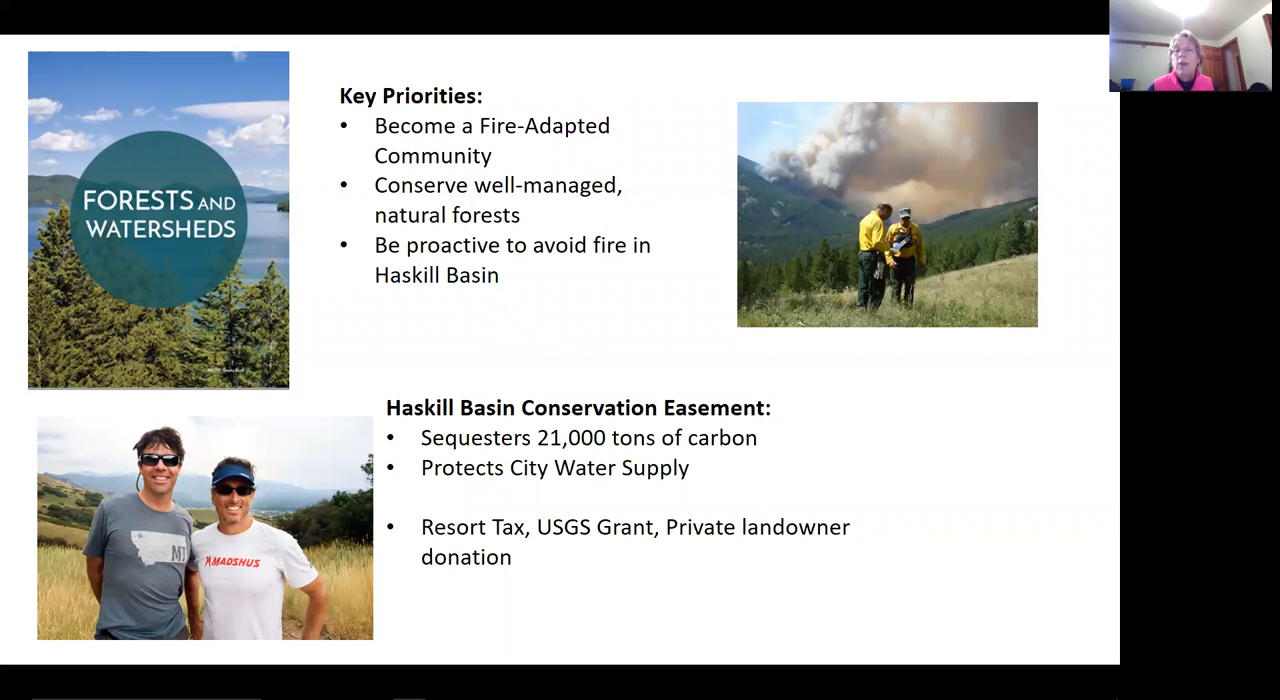 FORESTS AND
WATERSHEDS
Key Priorities:
• Become a Fire-Adapted
Community
• Conserve well-managed,
natural forests
• Be proactive to avoid fire in
Haskill Basin
Haskill Basin Conservation Easement:
• Sequesters 21,000 tons of carbon
• Protects City Water Supply
• Resort Tax, USGS Grant, Private landowner
donation
MT
MADSHUS